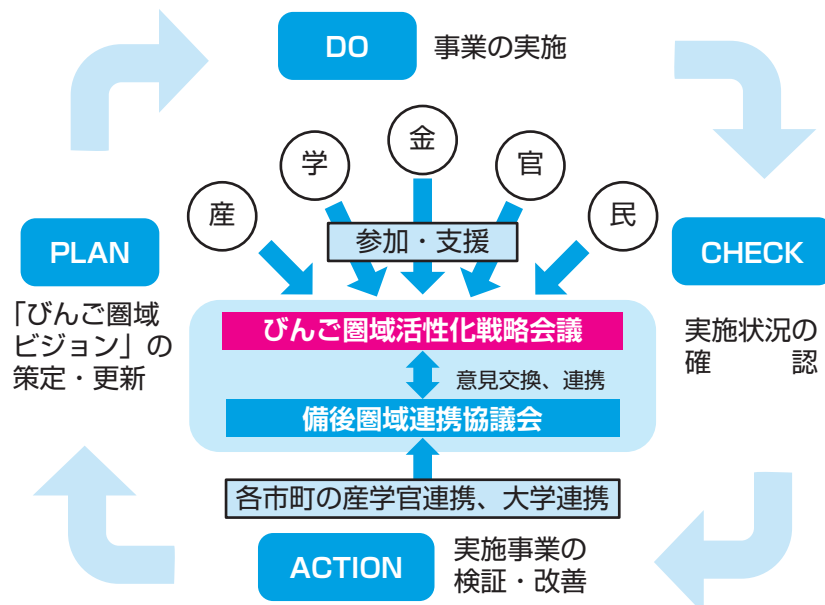 DO
事業の実施
金
学
官
産
民
参加・支援
PLAN
「びんご圏域
ビジョン」の
策定・更新
CHECK
実施状況の
確認
びんご圏域活性化戦略会議
意見交換、連携
備後圏域連携協議会
各市町の産学官連携、大学連携
ACTION
実施事業の
検証・改善